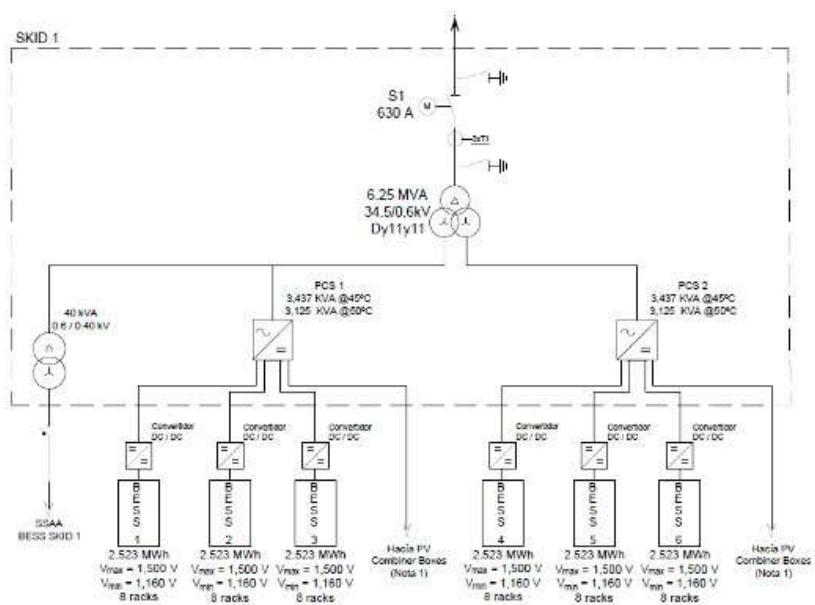 SKID 1
S1
630 A
M
3xTI
6.25 MVA
34.5/0.6kV
Dy11y11
40 kVA
0.6 / 0.40 kV
PCS 1
3,437 KVA @45ºC
3,125 KVA @50ºC
PCS 2
3,437 KVA @45ºC
3,125 KVA @50ºC
Convertidor
DC / DC
Convertidor
DC / DC
Convertidor
DC / DC
Convertidor
DC / DC
Convertidor
DC / DC
Convertidor
DC / DC
BESS
1
BESS
2
BESS
3
BESS
4
BESS
5
BESS
6
SSAA
BESS SKID 1
2.523 MWh
Vmax = 1,500 V
Vmin = 1,160 V
8 racks
2.523 MWh
Vmax = 1,500 V
Vmin = 1,160 V
8 racks
2.523 MWh
Vmax = 1,500 V
Vmin = 1,160 V
8 racks
Hacía PV
Combiner Boxes
(Nota 1)
2.523 MWh
Vmax = 1,500 V
Vmin = 1,160 V
8 racks
2.523 MWh
Vmax = 1,500 V
Vmin = 1,160 V
8 racks
2.523 MWh
Vmax = 1,500 V
Vmin = 1,160 V
8 racks
Hacía PV
Combiner Boxes
(Nota 1)